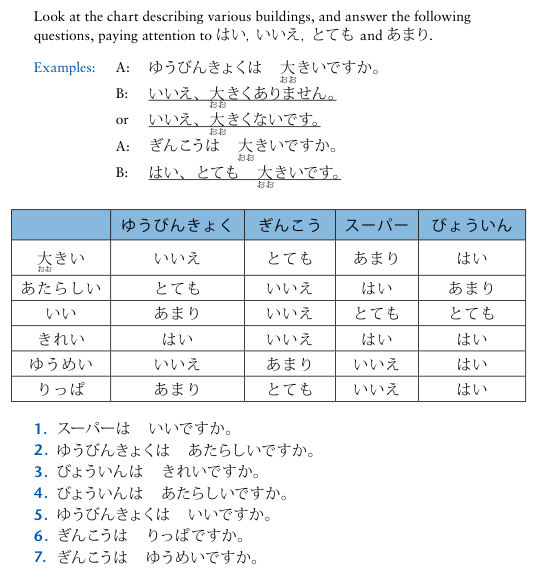 Look at the chart describing various buildings, and answer the following
questions, paying attention to はい, いいえ, とても and あまり.
Examples: A: ゆうびんきょくは 大きいですか。
おお
B: いいえ、大きくありません。
おお
or いいえ、大きくないです。
おお
A: ぎんこうは 大きいですか。
おお
B: はい、とても 大きいです。
おお
ゆうびんきょく ぎんこう スーパー びょういん
大きい いいえ とても あまり はい
おお
あたらしい とても いいえ はい あまり
いい あまり いいえ とても とても
きれい はい いいえ はい はい
ゆうめい いいえ あまり いいえ はい
りっぱ あまり とても いいえ はい
1. スーパーは いいですか。
2. ゆうびんきょくは あたらしいですか。
3. びょういんは きれいですか。
4. びょういんは あたらしいですか。
5. ゆうびんきょくは いいですか。
6. ぎんこうは りっぱですか。
7. ぎんこうは ゆうめいですか。